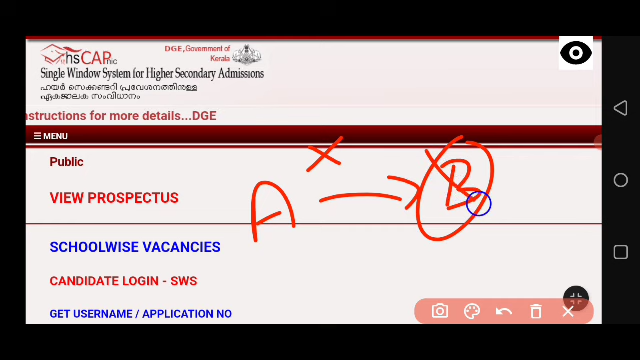 DGE, Government of
Kerala
hsCAP
Single Window System for Higher Secondary Admissions
ഹയർ സെക്കണ്ടറി പ്രവേശനത്തിനുള്ള
ഏകജാലക സംവിധാനം
nstructions for more details...DGE
☰ MENU
Public
VIEW PROSPECTUS
A → B
SCHOOLWISE VACANCIES
CANDIDATE LOGIN - SWS
GET USERNAME / APPLICATION NO